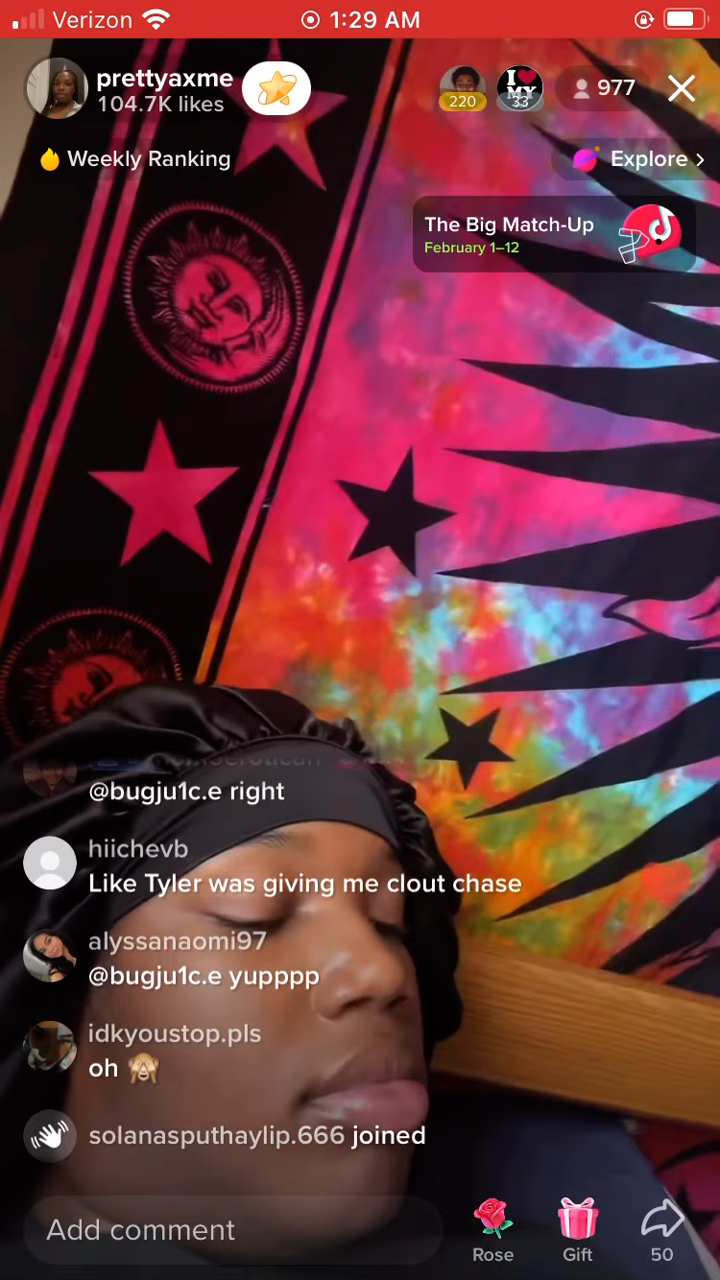 Verizon 1:29 AM
prettyaxme
104.7K likes
220
I ❤ MY
33
977
Weekly Ranking
Explore >
The Big Match-Up
February 1–12
@bugju1c.e right
hiichevb
Like Tyler was giving me clout chase
alyssanaomi97
@bugju1c.e yupppp
idkyoustop.pls
oh 🙈
solanasputhaylip.666 joined
Add comment
Rose
Gift
50